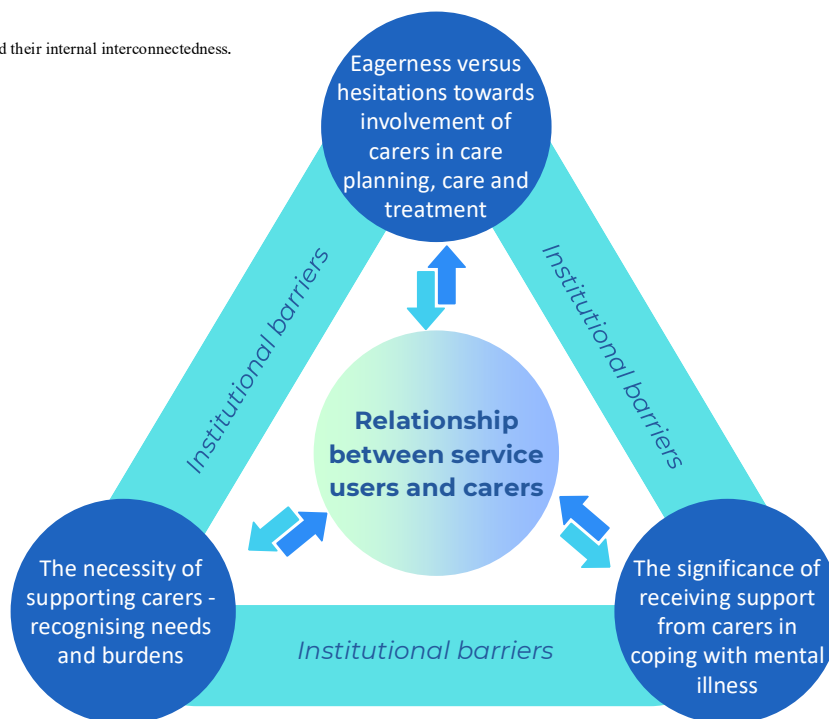 d their internal interconnectedness.
Eagerness versus
hesitations towards
involvement of
carers in care
planning, care and
treatment
Institutional barriers
Institutional barriers
Relationship
between service
users and carers
The necessity of
supporting carers -
recognising needs
and burdens
The significance of
receiving support
from carers in
coping with mental
illness
Institutional barriers